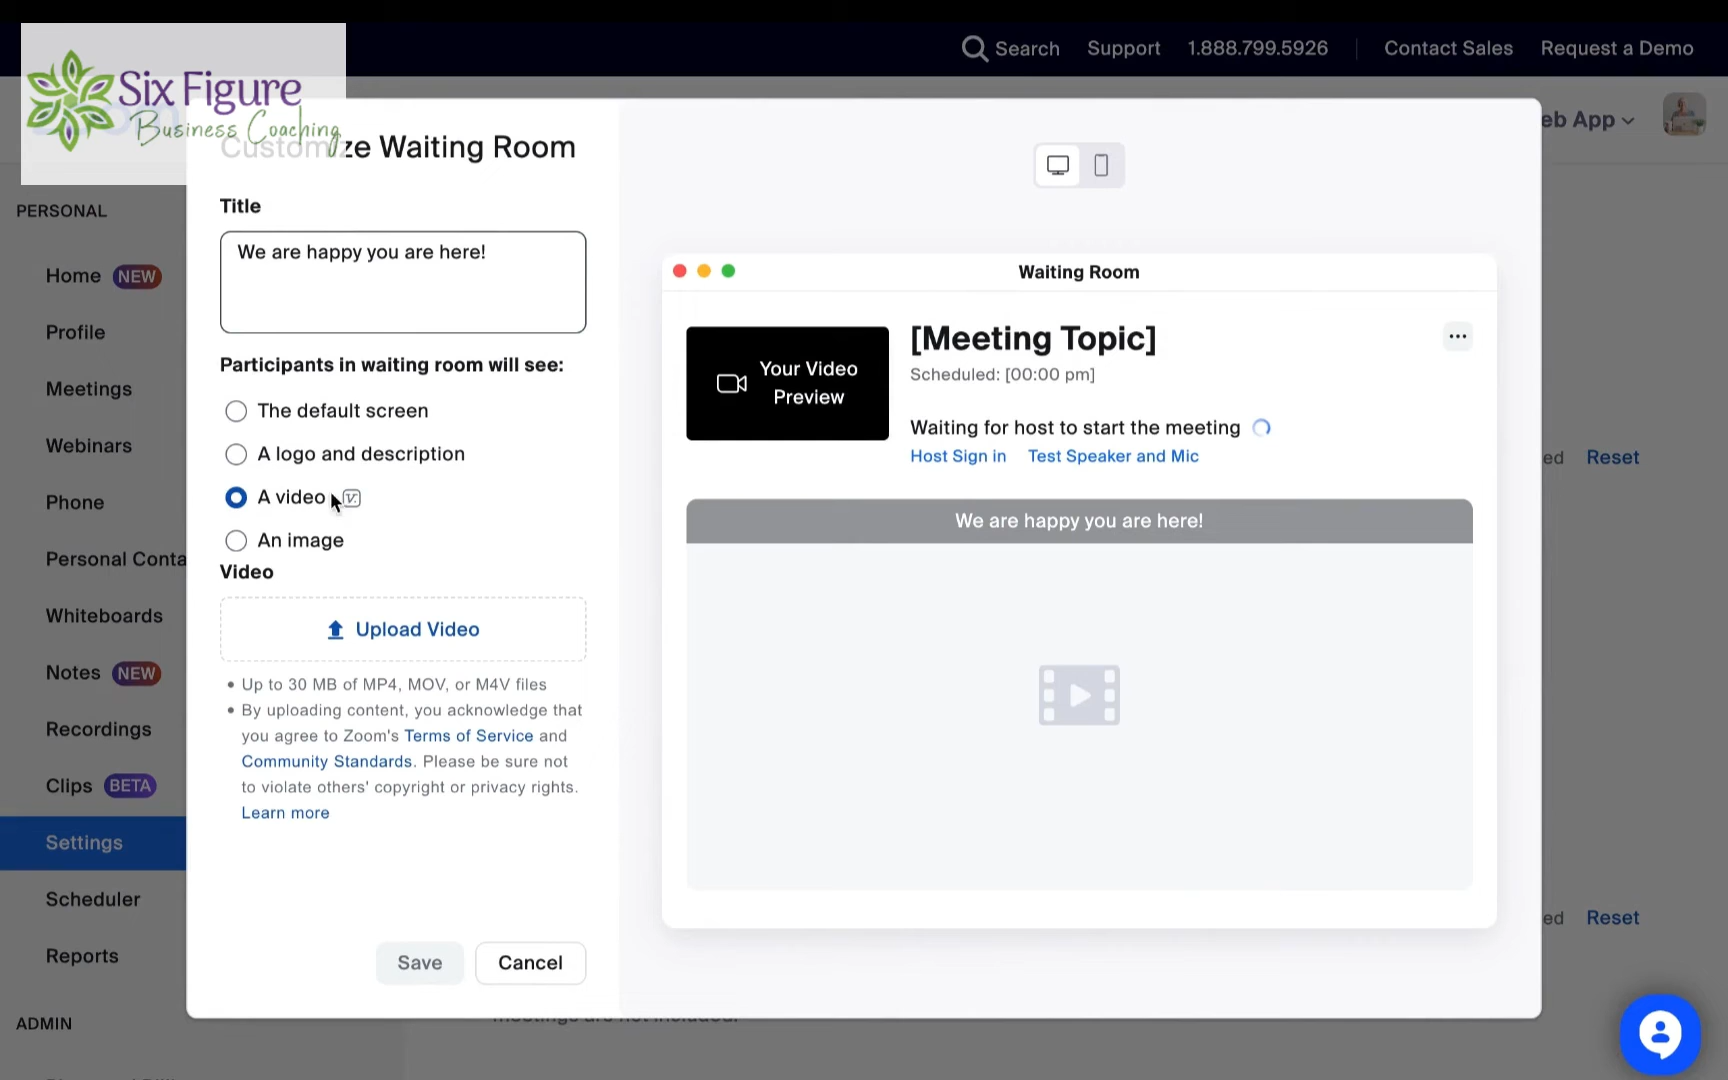 Six Figure
Business Coaching
Search
Support
1.888.799.5926
Contact Sales
Request a Demo
eb App
Customize Waiting Room
PERSONAL
Home NEW
Profile
Meetings
Webinars
Phone
Personal Conta
Whiteboards
Notes NEW
Recordings
Clips BETA
Settings
Scheduler
Reports
ADMIN
Title
We are happy you are here!
Participants in waiting room will see:
The default screen
A logo and description
A video
An image
Video
Upload Video
• Up to 30 MB of MP4, MOV, or M4V files
• By uploading content, you acknowledge that
you agree to Zoom's Terms of Service and
Community Standards. Please be sure not
to violate others' copyright or privacy rights.
Learn more
Save
Cancel
Waiting Room
Your Video
Preview
[Meeting Topic]
Scheduled: [00:00 pm]
Waiting for host to start the meeting
Host Sign in
Test Speaker and Mic
We are happy you are here!
ed
Reset
ed
Reset
meetings are not included.